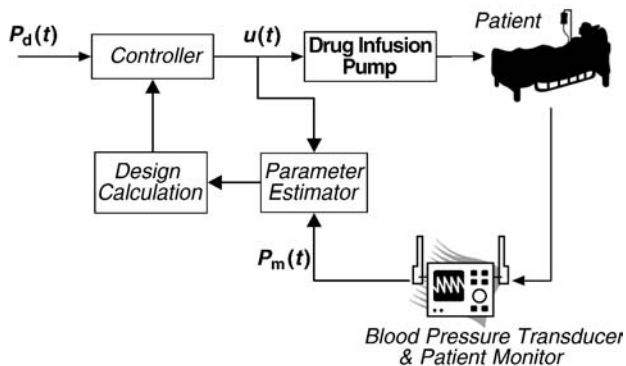 Patient
P_d(t)
Controller
u(t)
Drug Infusion
Pump
Design
Calculation
Parameter
Estimator
P_m(t)
Blood Pressure Transducer
& Patient Monitor